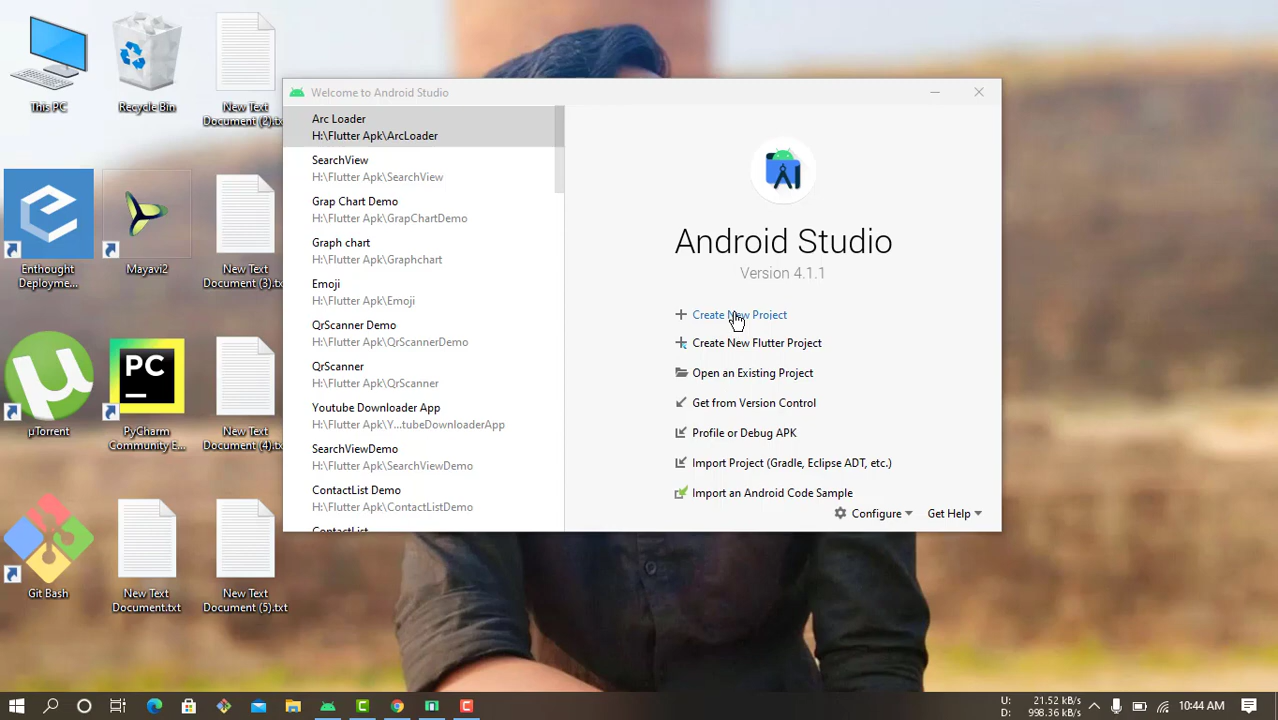 This PC
Recycle Bin
New Text
Document (2).tx
Enthought
Deployme...
Mayavi2
New Text
Document (3).tx
µTorrent
PC
PyCharm
Community E...
New Text
Document (4).tx
Git Bash
New Text
Document.txt
New Text
Document (5).txt
Welcome to Android Studio
Arc Loader
H:\Flutter Apk\ArcLoader
SearchView
H:\Flutter Apk\SearchView
Grap Chart Demo
H:\Flutter Apk\GrapChartDemo
Graph chart
H:\Flutter Apk\Graphchart
Emoji
H:\Flutter Apk\Emoji
QrScanner Demo
H:\Flutter Apk\QrScannerDemo
QrScanner
H:\Flutter Apk\QrScanner
Youtube Downloader App
H:\Flutter Apk\Y...tubeDownloaderApp
SearchViewDemo
H:\Flutter Apk\SearchViewDemo
ContactList Demo
H:\Flutter Apk\ContactListDemo
ContactList
Android Studio
Version 4.1.1
Create New Project
Create New Flutter Project
Open an Existing Project
Get from Version Control
Profile or Debug APK
Import Project (Gradle, Eclipse ADT, etc.)
Import an Android Code Sample
Configure
Get Help
U: 21.52 kB/s
D: 998.36 kB/s
10:44 AM